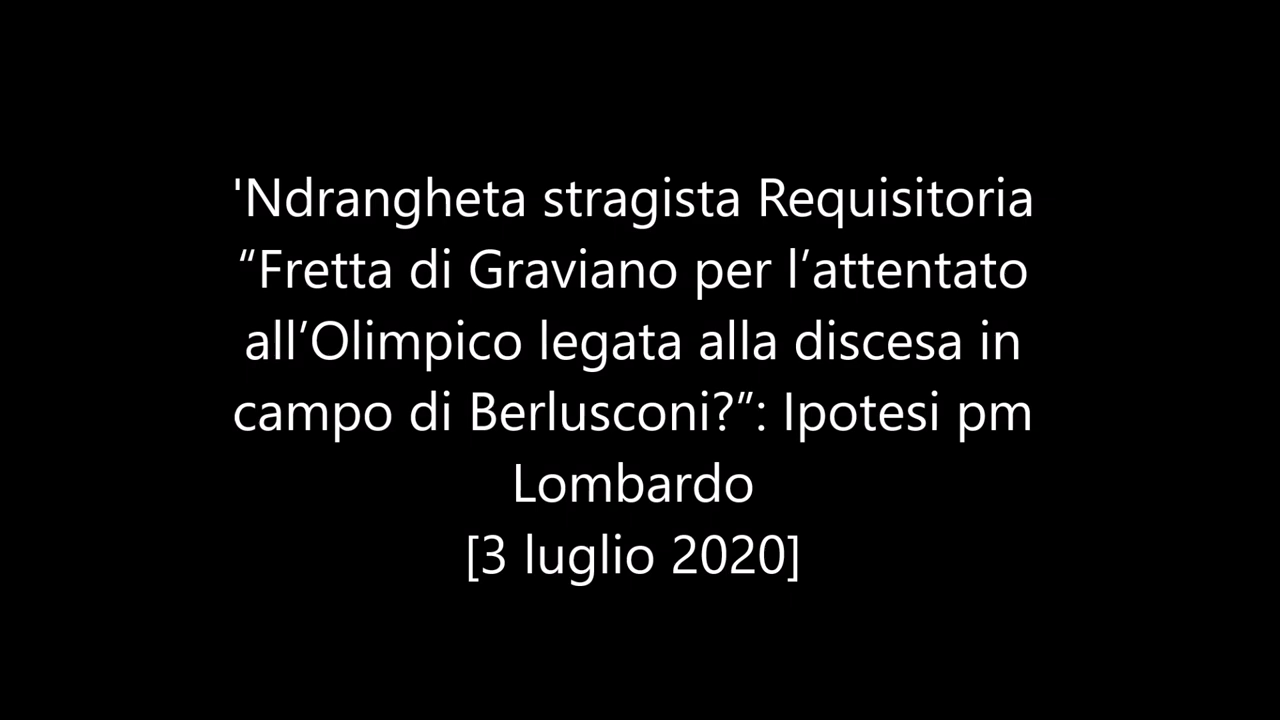 'Ndrangheta stragista Requisitoria
“Fretta di Graviano per l’attentato
all’Olimpico legata alla discesa in
campo di Berlusconi?”: Ipotesi pm
Lombardo
[3 luglio 2020]